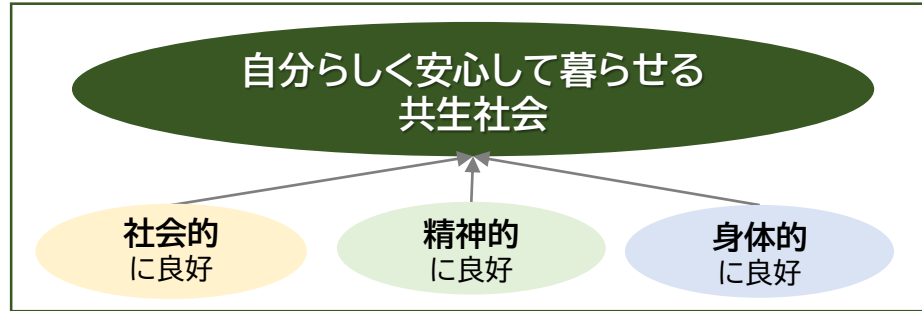 自分らしく安心して暮らせる
共生社会
社会的
に良好
精神的
に良好
身体的
に良好